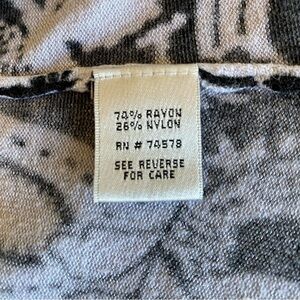 74% RAYON
26% NYLON
RN # 74578
SEE REVERSE
FOR CARE